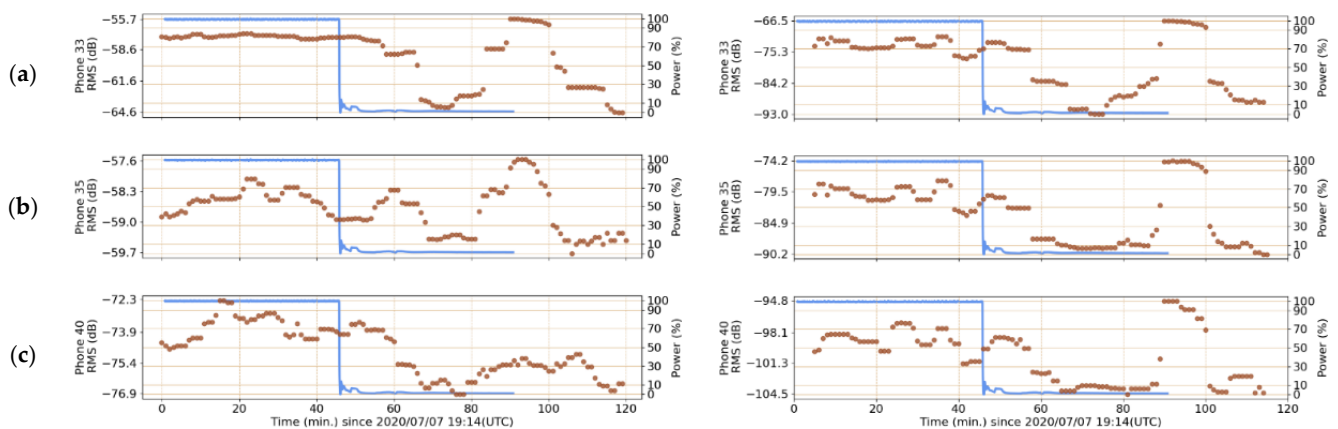 (a)
Phone 33
RMS (dB)
−55.7
−58.6
−61.6
−64.6
100
90
70
50
30
10
0
Power (%)
Phone 33
RMS (dB)
−66.5
−75.3
−84.2
−93.0
100
90
70
50
30
10
0
Power (%)
(b)
Phone 35
RMS (dB)
−57.6
−58.3
−59.0
−59.7
100
90
70
50
30
10
0
Power (%)
Phone 35
RMS (dB)
−74.2
−79.5
−84.9
−90.2
100
90
70
50
30
10
0
Power (%)
(c)
Phone 40
RMS (dB)
−72.3
−73.9
−75.4
−76.9
100
90
70
50
30
10
0
Power (%)
0 20 40 60 80 100 120
Time (min.) since 2020/07/07 19:14(UTC)
Phone 40
RMS (dB)
−94.8
−98.1
−101.3
−104.5
100
90
70
50
30
10
0
Power (%)
0 20 40 60 80 100 120
Time (min.) since 2020/07/07 19:14(UTC)